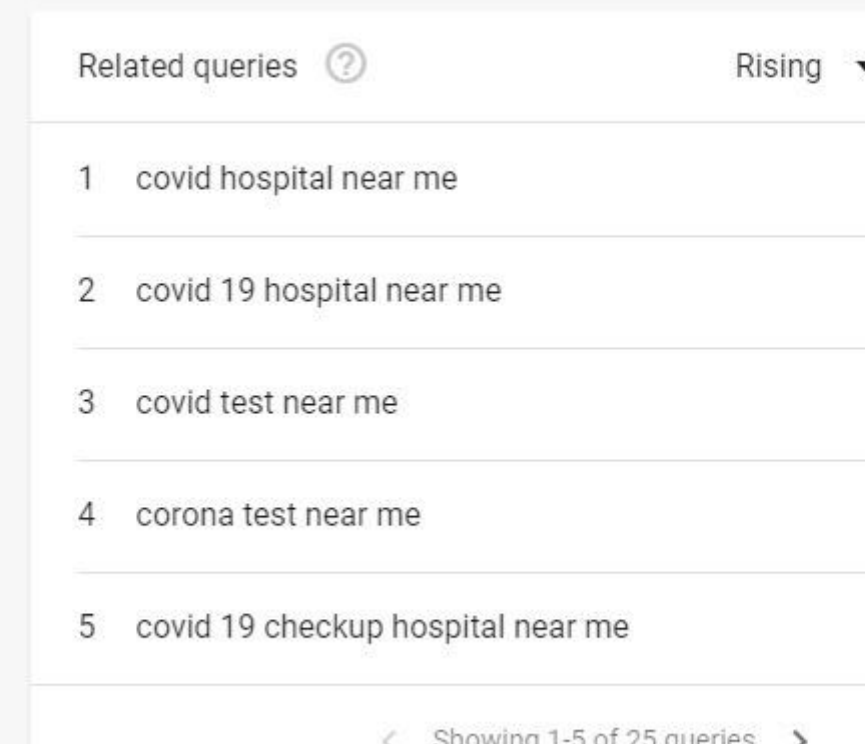 Related queries ?
Rising
1 covid hospital near me
2 covid 19 hospital near me
3 covid test near me
4 corona test near me
5 covid 19 checkup hospital near me
Showing 1-5 of 25 queries